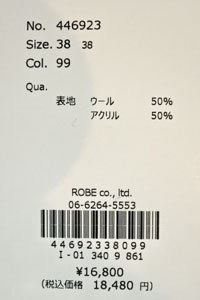 No. 446923
Size. 38 38
Col. 99
Qua.
表地 ウール 50%
アクリル 50%
ROBE co., ltd.
06-6264-5553
44692338099
I-01 340 9 861
¥16,800
(税込価格 18,480 円)